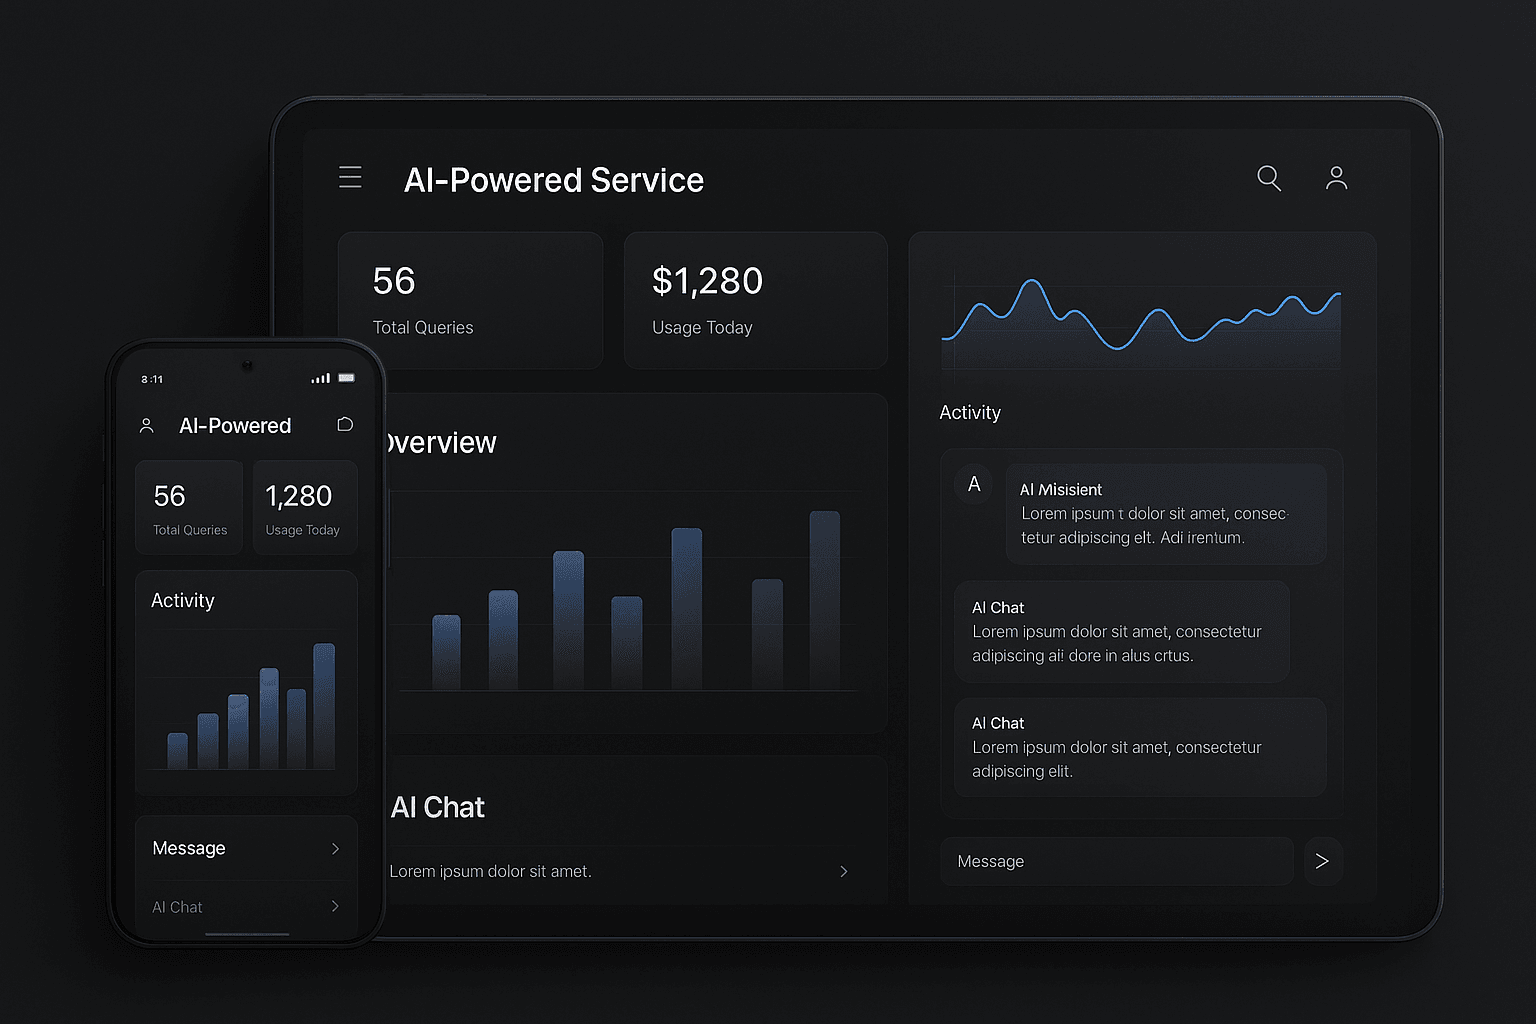 AI-Powered Service
56
Total Queries
$1,280
Usage Today
verview
AI Chat
Lorem ipsum dolor sit amet.
Activity
A
AI Misisient
Lorem ipsum t dolor sit amet, consec-
tetur adipiscing elt. Adi irentum.
AI Chat
Lorem ipsum dolor sit amet, consectetur
adipiscing ali dore in alus crtus.
AI Chat
Lorem ipsum dolor sit amet, consectetur
adipiscing elit.
Message
8:11
AI-Powered
56
Total Queries
1,280
Usage Today
Activity
Message
AI Chat